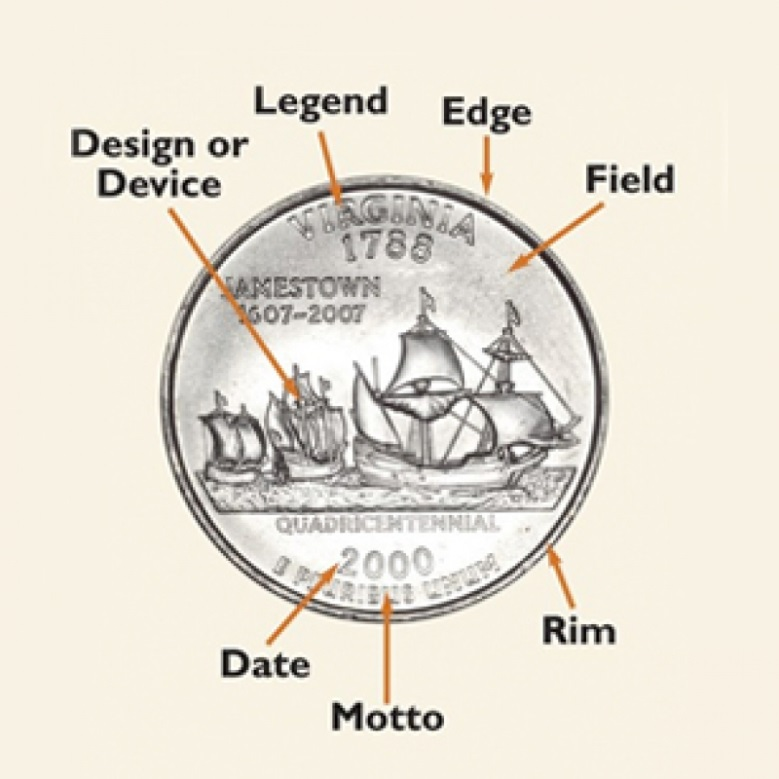 Legend
Edge
Design or
Device
Field
VIRGINIA
1788
JAMESTOWN
1607-2007
QUADRICENTENNIAL
2000
E PLURIBUS UNUM
Rim
Date
Motto